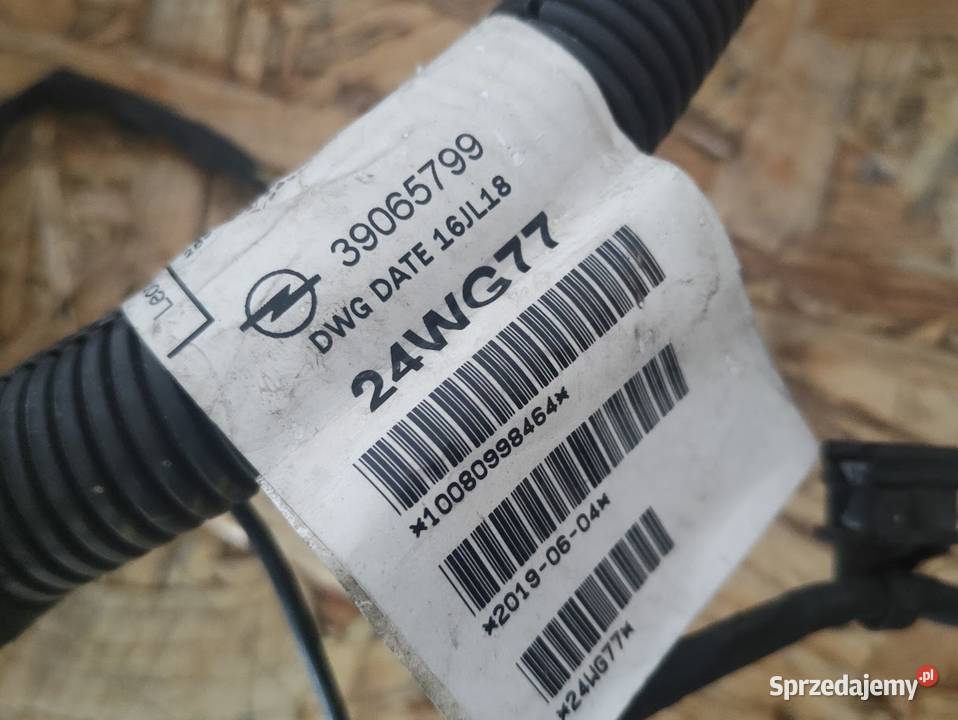 39065799
DWG DATE 16JL18
24WG77
*10080998464*
*2019-06-04*
*24WG77*
Sprzedajemy.pl